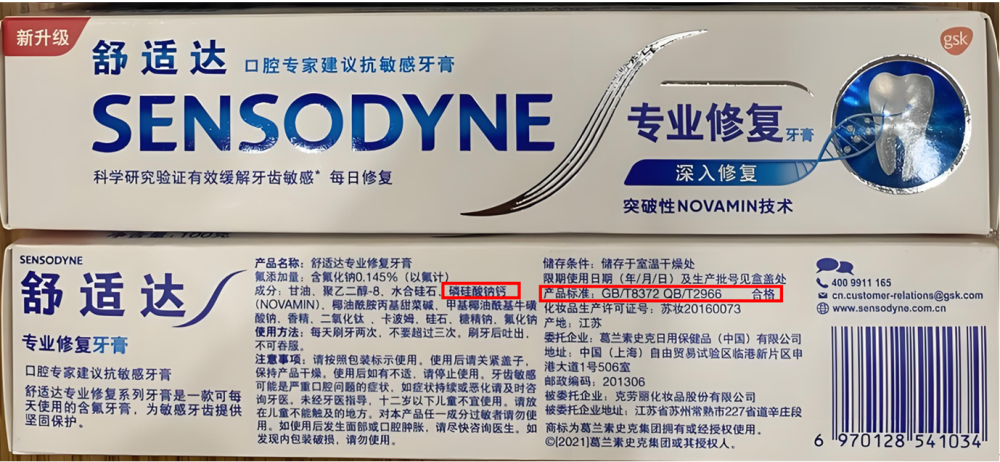 新升级
舒适达 口腔专家建议抗敏感牙膏
gsk
SENSODYNE
专业修复牙膏
深入修复
突破性NOVAMIN技术
科学研究验证有效缓解牙齿敏感* 每日修复
SENSODYNE
舒适达
专业修复牙膏
口腔专家建议抗敏感牙膏
舒适达专业修复系列牙膏是一款可每
天使用的含氟牙膏，为敏感牙齿提供
坚固保护。
产品名称：舒适达专业修复牙膏
氟添加量：含氟化钠0.145%（以氟计）
成分：甘油、聚乙二醇-8、水合硅石、磷硅酸钠钙
(NOVAMIN)、椰油酰胺丙基甜菜碱、甲基椰油酰基牛磺
酸钠、香精、二氧化钛、卡波姆、硅石、糖精钠、氟化钠
使用方法：每天刷牙两次，不要超过三次。刷牙后吐出，
不可吞服。
注意事项：请按照包装标示使用。使用后请关紧盖子，
保持产品干燥。使用后如有不适，请停止使用。牙齿敏感
可能是严重口腔问题的症状，如症状持续或恶化请及时咨
询牙医。未经牙医指导，十二岁以下儿童不宜使用。请放
在儿童不能触及的地方。对本产品任一成分过敏者请勿使
用。如使用后发生面部或口腔肿胀，请尽快咨询医生。如
发现内包装破损，请勿使用。
储存条件：储存于室温干燥处
限期使用日期（年/月/日）及生产批号见盒盖处
产品标准：GB/T8372 QB/T2966 合格
化妆品生产许可证号：苏妆20160073
产地：江苏
委托企业：葛兰素史克日用保健品（中国）有限公司
地址：中国（上海）自由贸易试验区临港新片区申
港大道1号506室
邮政编码：201306
被委托企业：克劳丽化妆品股份有限公司
被委托企业地址：江苏省苏州常熟市227省道辛庄段
商标为葛兰素史克集团拥有或经授权使用。
©[2021]葛兰素史克集团或其授权人。
400 9911 165
cn.customer-relations@gsk.com
www.sensodyne.com.cn
6 970128 541034